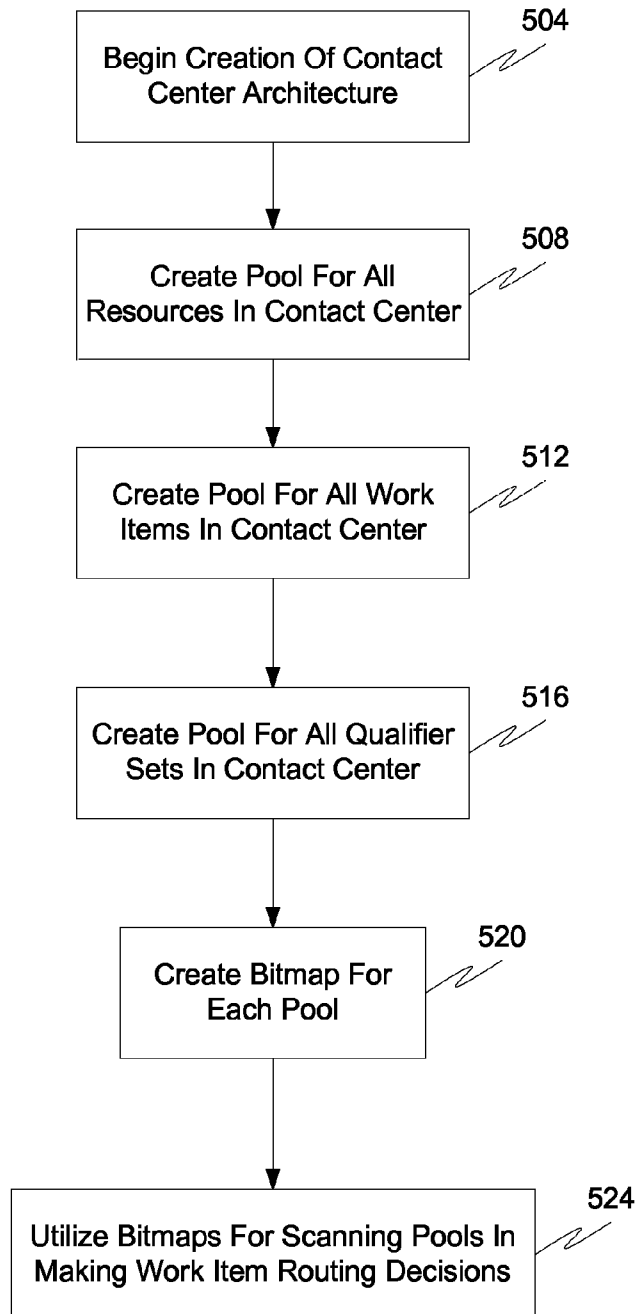 504
Begin Creation Of Contact
Center Architecture
508
Create Pool For All
Resources In Contact Center
512
Create Pool For All Work
Items In Contact Center
516
Create Pool For All Qualifier
Sets In Contact Center
520
Create Bitmap For
Each Pool
524
Utilize Bitmaps For Scanning Pools In
Making Work Item Routing Decisions